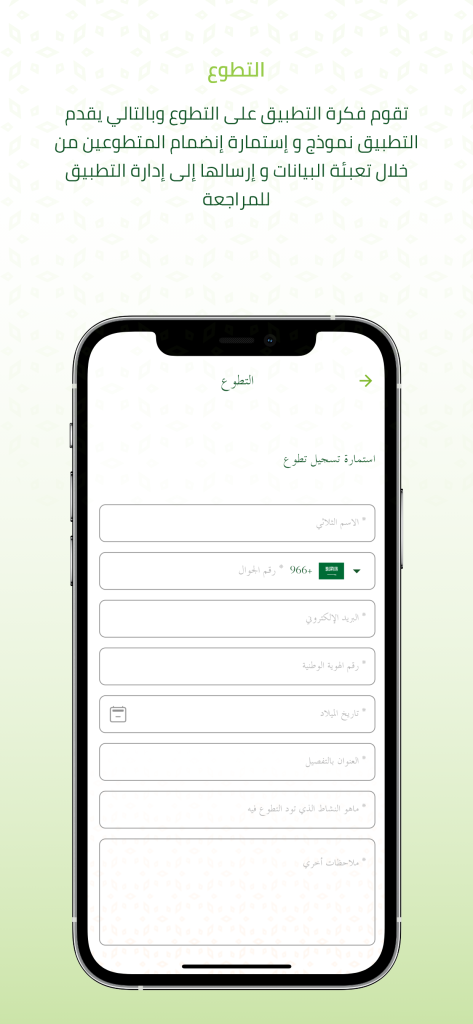 التطوع
تقوم فكرة التطبيق على التطوع وبالتالي يقدم
التطبيق نموذج و إستمارة إنضمام المتطوعين من
خلال تعبئة البيانات و إرسالها إلى إدارة التطبيق
للمراجعة
التطوع
استمارة تسجيل تطوع
* الاسم الثلاثي
+966 * رقم الجوال
* البريد الإلكتروني
* رقم الهوية الوطنية
* تاريخ الميلاد
* العنوان بالتفصيل
* ماهو النشاط الذي تود التطوع فيه
* ملاحظات أخري